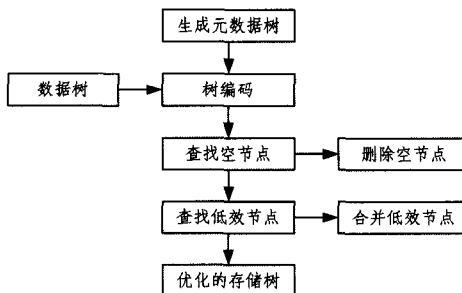 生成元数据树
数据树
树编码
查找空节点
删除空节点
查找低效节点
合并低效节点
优化的存储树